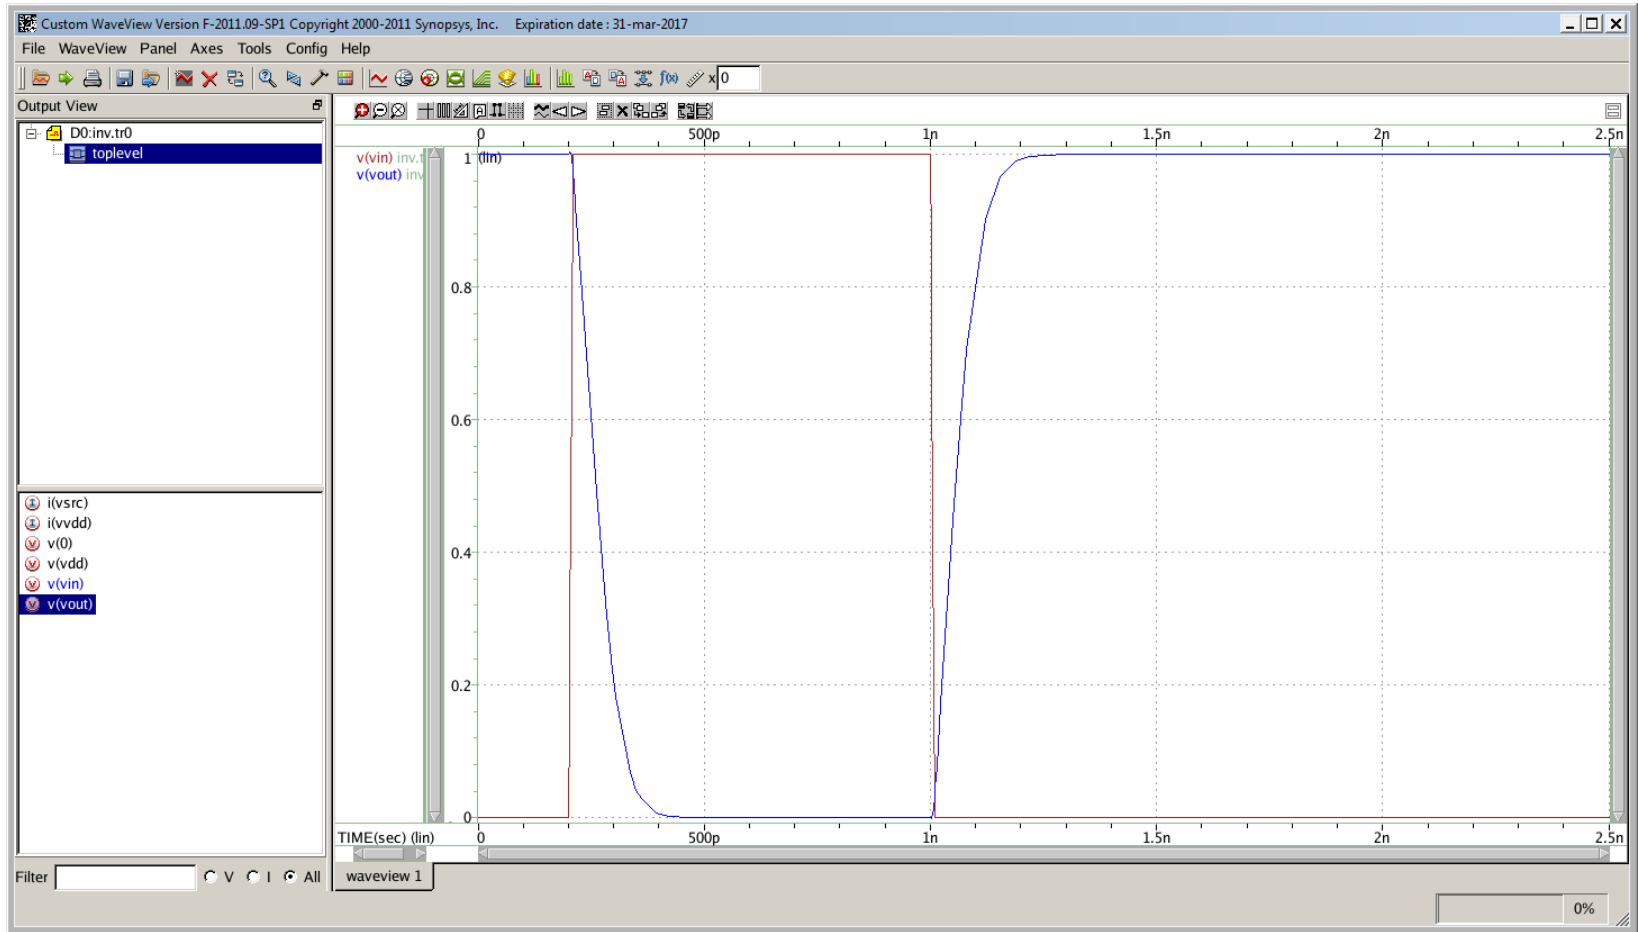 Custom WaveView Version F-2011.09-SP1 Copyright 2000-2011 Synopsys, Inc. Expiration date : 31-mar-2017
File WaveView Panel Axes Tools Config Help
f(x) x 0
Output View
D0:inv.tr0
toplevel
0 500p 1n 1.5n 2n 2.5n
v(vin) inv.t
v(vout) inv
1 (lin)
0.8
0.6
0.4
0.2
0
TIME(sec) (lin) 0 500p 1n 1.5n 2n 2.5n
i(vsrc)
i(vvdd)
v(0)
v(vdd)
v(vin)
v(vout)
Filter V I All
waveview 1
0%